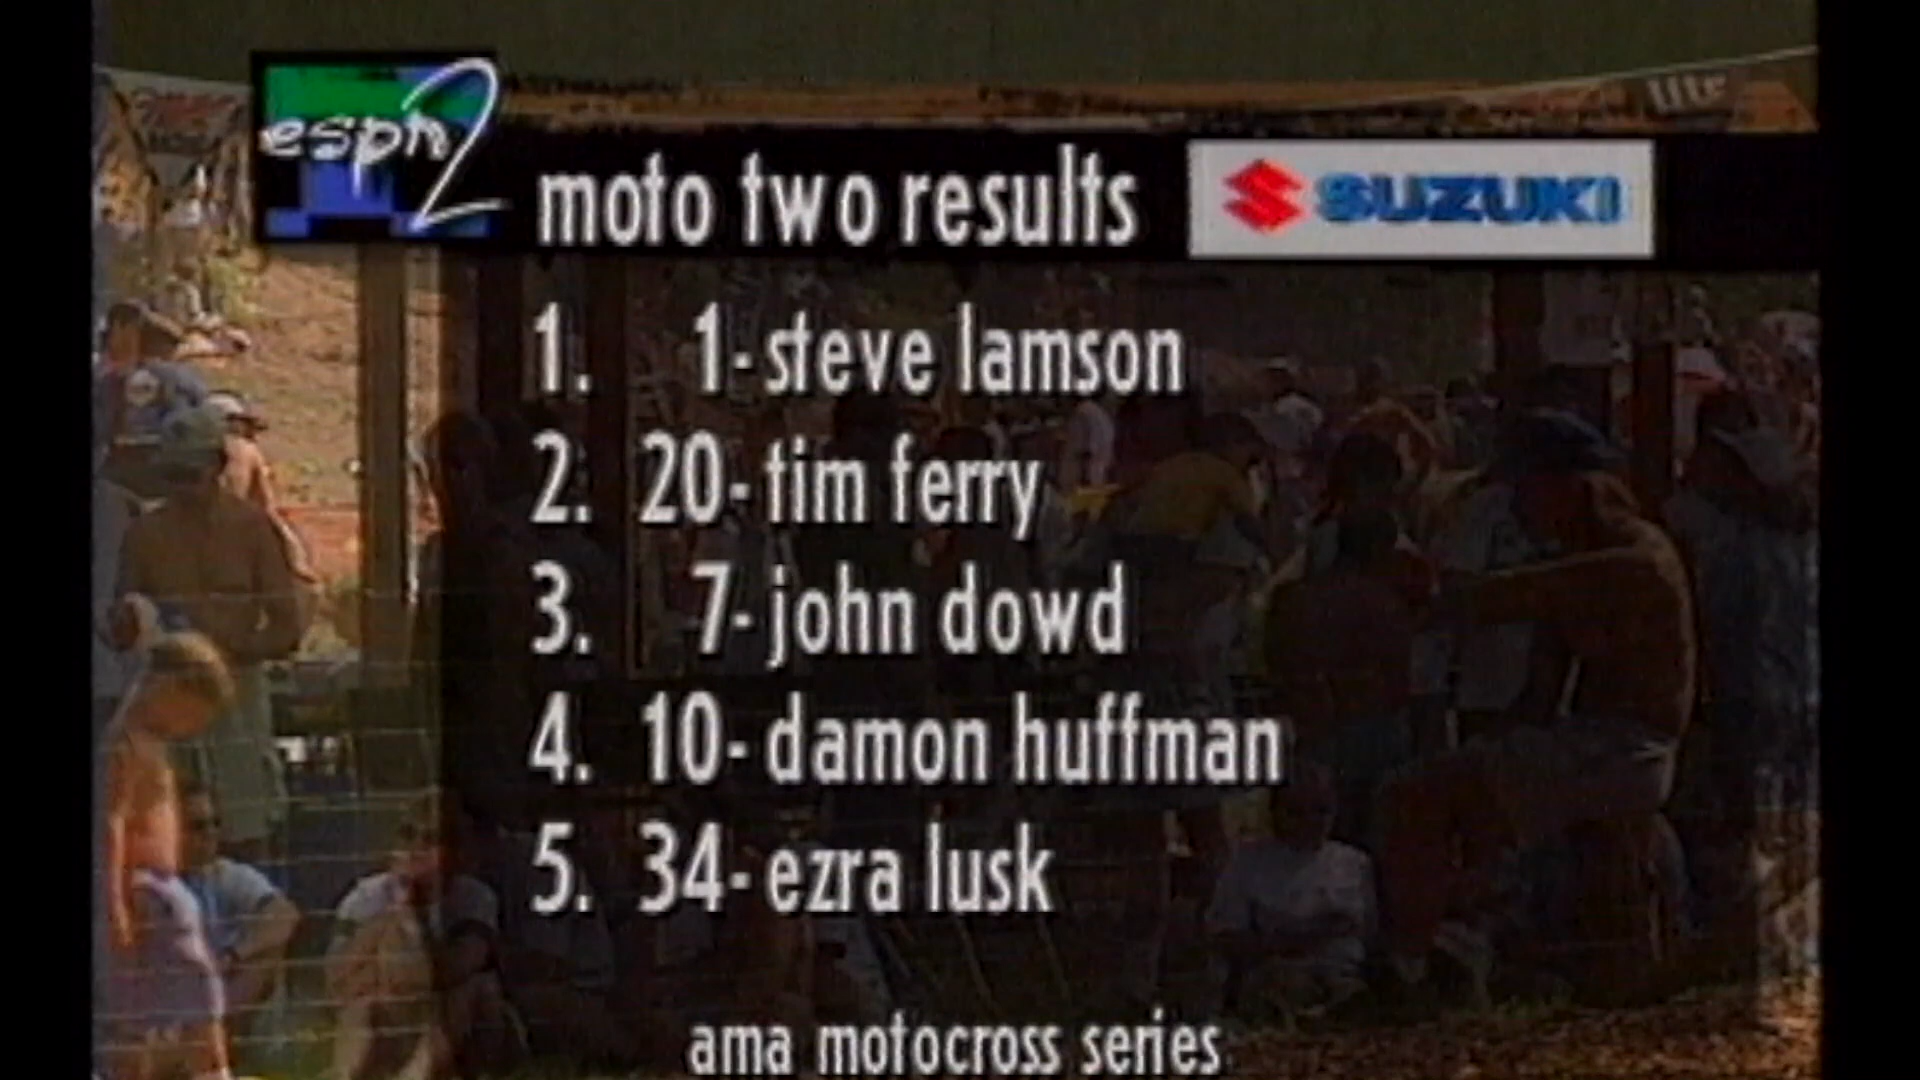 espn2
moto two results
SUZUKI
1. 1-steve lamson
2. 20-tim ferry
3. 7-john dowd
4. 10-damon huffman
5. 34-ezra lusk
ama motocross series